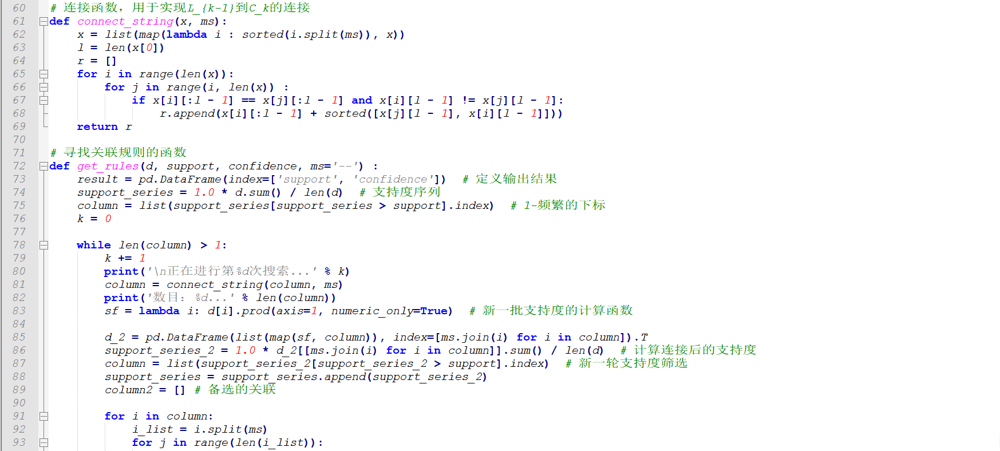 60 # 连接函数，用于实现L_{k-1}到C_k的连接
61 def connect_string(x, ms):
62 x = list(map(lambda i : sorted(i.split(ms)), x))
63 l = len(x[0])
64 r = []
65 for i in range(len(x)):
66 for j in range(i, len(x)) :
67 if x[i][:l - 1] == x[j][:l - 1] and x[i][l - 1] != x[j][l - 1]:
68 r.append(x[i][:l - 1] + sorted([x[j][l - 1], x[i][l - 1]]))
69 return r
70
71 # 寻找关联规则的函数
72 def get_rules(d, support, confidence, ms='--') :
73 result = pd.DataFrame(index=['support', 'confidence']) # 定义输出结果
74 support_series = 1.0 * d.sum() / len(d) # 支持度序列
75 column = list(support_series[support_series > support].index) # 1-频繁的下标
76 k = 0
77
78 while len(column) > 1:
79 k += 1
80 print('\n正在进行第%d次搜索...' % k)
81 column = connect_string(column, ms)
82 print('数目：%d...' % len(column))
83 sf = lambda i: d[i].prod(axis=1, numeric_only=True) # 新一批支持度的计算函数
84
85 d_2 = pd.DataFrame(list(map(sf, column)), index=[ms.join(i) for i in column]).T
86 support_series_2 = 1.0 * d_2[[ms.join(i) for i in column]].sum() / len(d) # 计算连接后的支持度
87 column = list(support_series_2[support_series_2 > support].index) # 新一轮支持度筛选
88 support_series = support_series.append(support_series_2)
89 column2 = [] # 备选的关联
90
91 for i in column:
92 i_list = i.split(ms)
93 for j in range(len(i_list)):